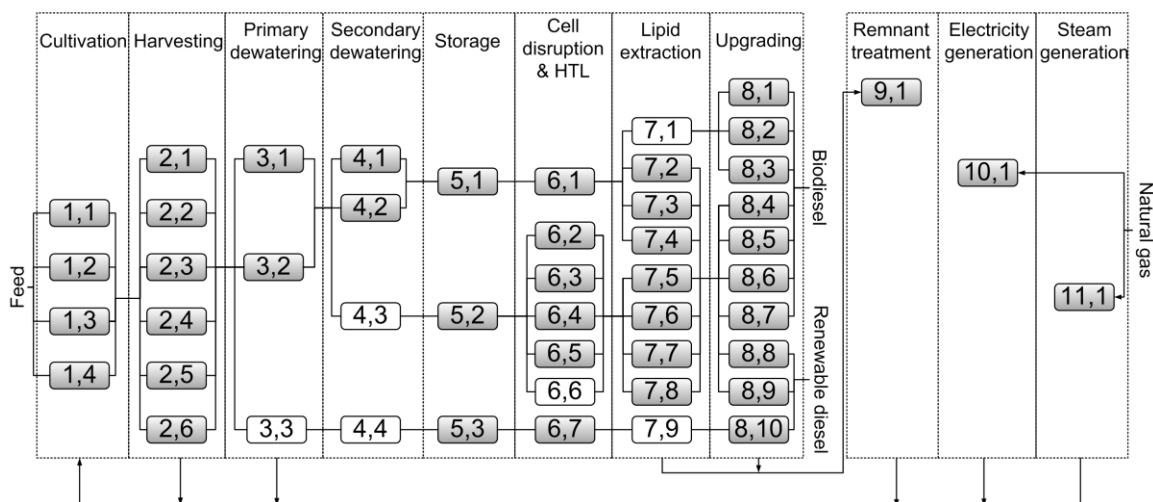 Cultivation
Harvesting
Primary
dewatering
Secondary
dewatering
Storage
Cell
disruption
& HTL
Lipid
extraction
Upgrading
Remnant
treatment
Electricity
generation
Steam
generation
Feed
1,1
1,2
1,3
1,4
2,1
2,2
2,3
2,4
2,5
2,6
3,1
3,2
3,3
4,1
4,2
4,3
4,4
5,1
5,2
5,3
6,1
6,2
6,3
6,4
6,5
6,6
6,7
7,1
7,2
7,3
7,4
7,5
7,6
7,7
7,8
7,9
8,1
8,2
8,3
8,4
8,5
8,6
8,7
8,8
8,9
8,10
Biodiesel
Renewable diesel
9,1
10,1
11,1
Natural gas